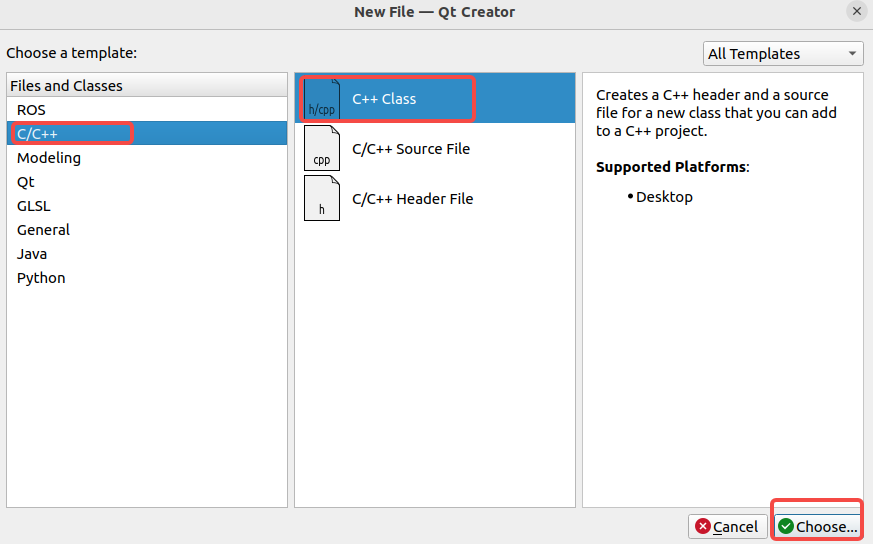 New File — Qt Creator
Choose a template:
All Templates
Files and Classes
ROS
C/C++
Modeling
Qt
GLSL
General
Java
Python
h/cpp
C++ Class
cpp
C/C++ Source File
h
C/C++ Header File
Creates a C++ header and a source
file for a new class that you can add
to a C++ project.
Supported Platforms:
• Desktop
Cancel
Choose...